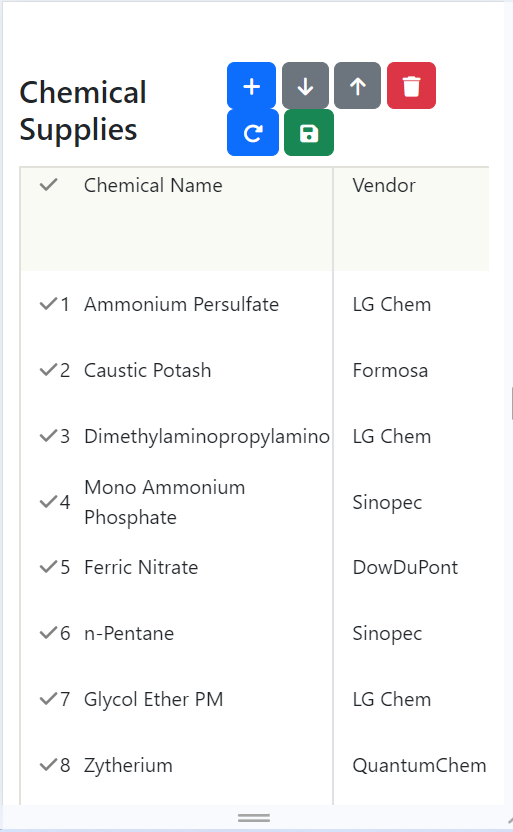 Chemical
Supplies
Chemical Name Vendor
1 Ammonium Persulfate LG Chem
2 Caustic Potash Formosa
3 Dimethylaminopropylamino LG Chem
4 Mono Ammonium
Phosphate Sinopec
5 Ferric Nitrate DowDuPont
6 n-Pentane Sinopec
7 Glycol Ether PM LG Chem
8 Zytherium QuantumChem